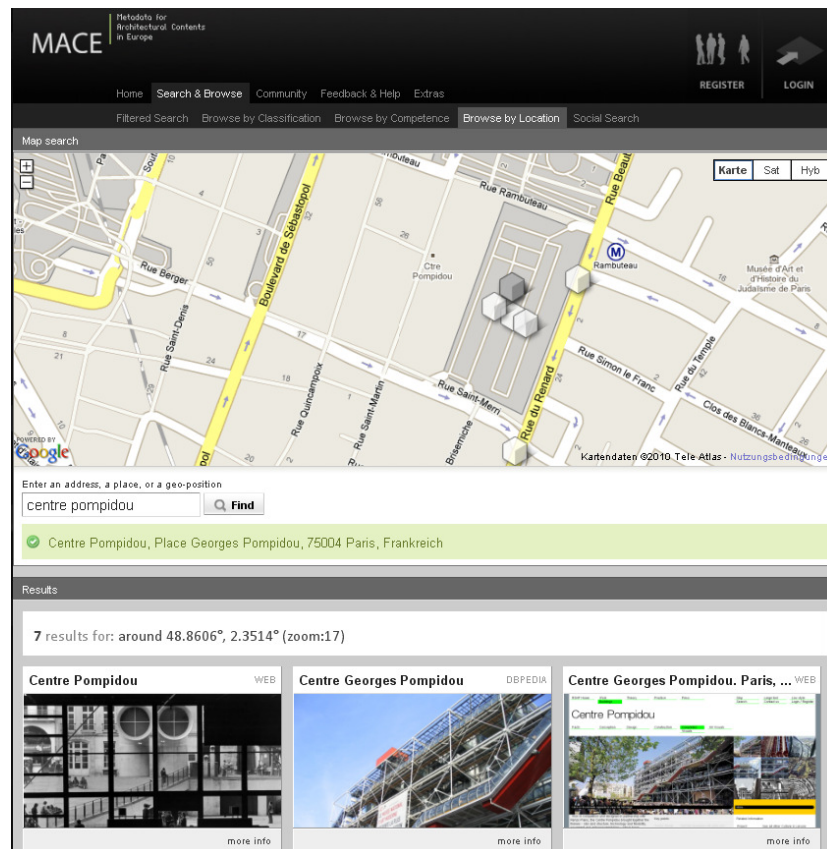 MACE
Metadata for
Architectural Contents
in Europe
REGISTER LOGIN
Home Search & Browse Community Feedback & Help Extras
Filtered Search Browse by Classification Browse by Competence Browse by Location Social Search
Map search
Karte Sat Hyb
Rue Rambuteau
Rue Beaub
Boulevard de Sébastopol
Rambuteau
Ctre
Pompidou
Musée d'Art et
d'Histoire du
Judaïsme de Paris
Rue Berger
Rue Saint-Denis
Rue Quincampoix
Rue Saint-Martin
Rue Saint-Merri
Brisemiche
Rue du Renard
Rue Simon le Franc
Rue du Temple
Clos des Blancs-Manteaux
POWERED BY
Google
Kartendaten ©2010 Tele Atlas - Nutzungsbedingungen
Enter an address, a place, or a geo-position
centre pompidou Find
Centre Pompidou, Place Georges Pompidou, 75004 Paris, Frankreich
Results
7 results for: around 48.8606°, 2.3514° (zoom:17)
Centre Pompidou WEB
Centre Georges Pompidou DBPEDIA
Centre Georges Pompidou. Paris, ... WEB
Centre Pompidou
more info more info more info